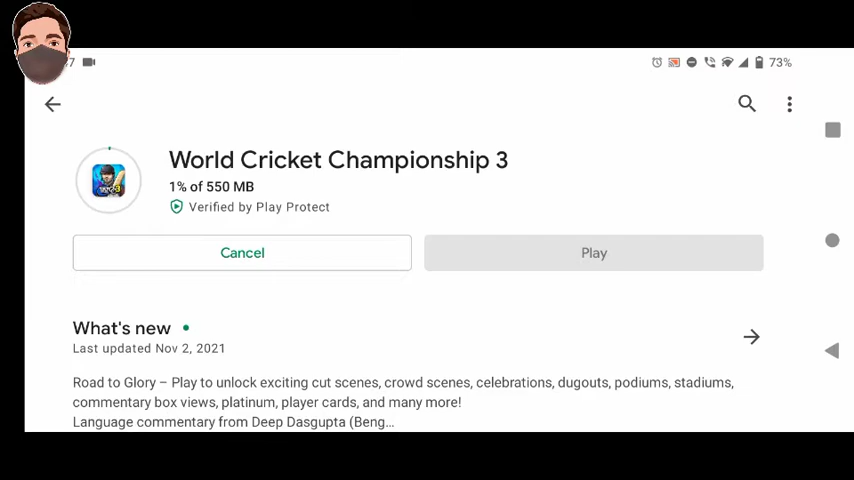 7 73%
World Cricket Championship 3
1% of 550 MB
Verified by Play Protect
Cancel Play
What's new
Last updated Nov 2, 2021
Road to Glory – Play to unlock exciting cut scenes, crowd scenes, celebrations, dugouts, podiums, stadiums,
commentary box views, platinum, player cards, and many more!
Language commentary from Deep Dasgupta (Beng...